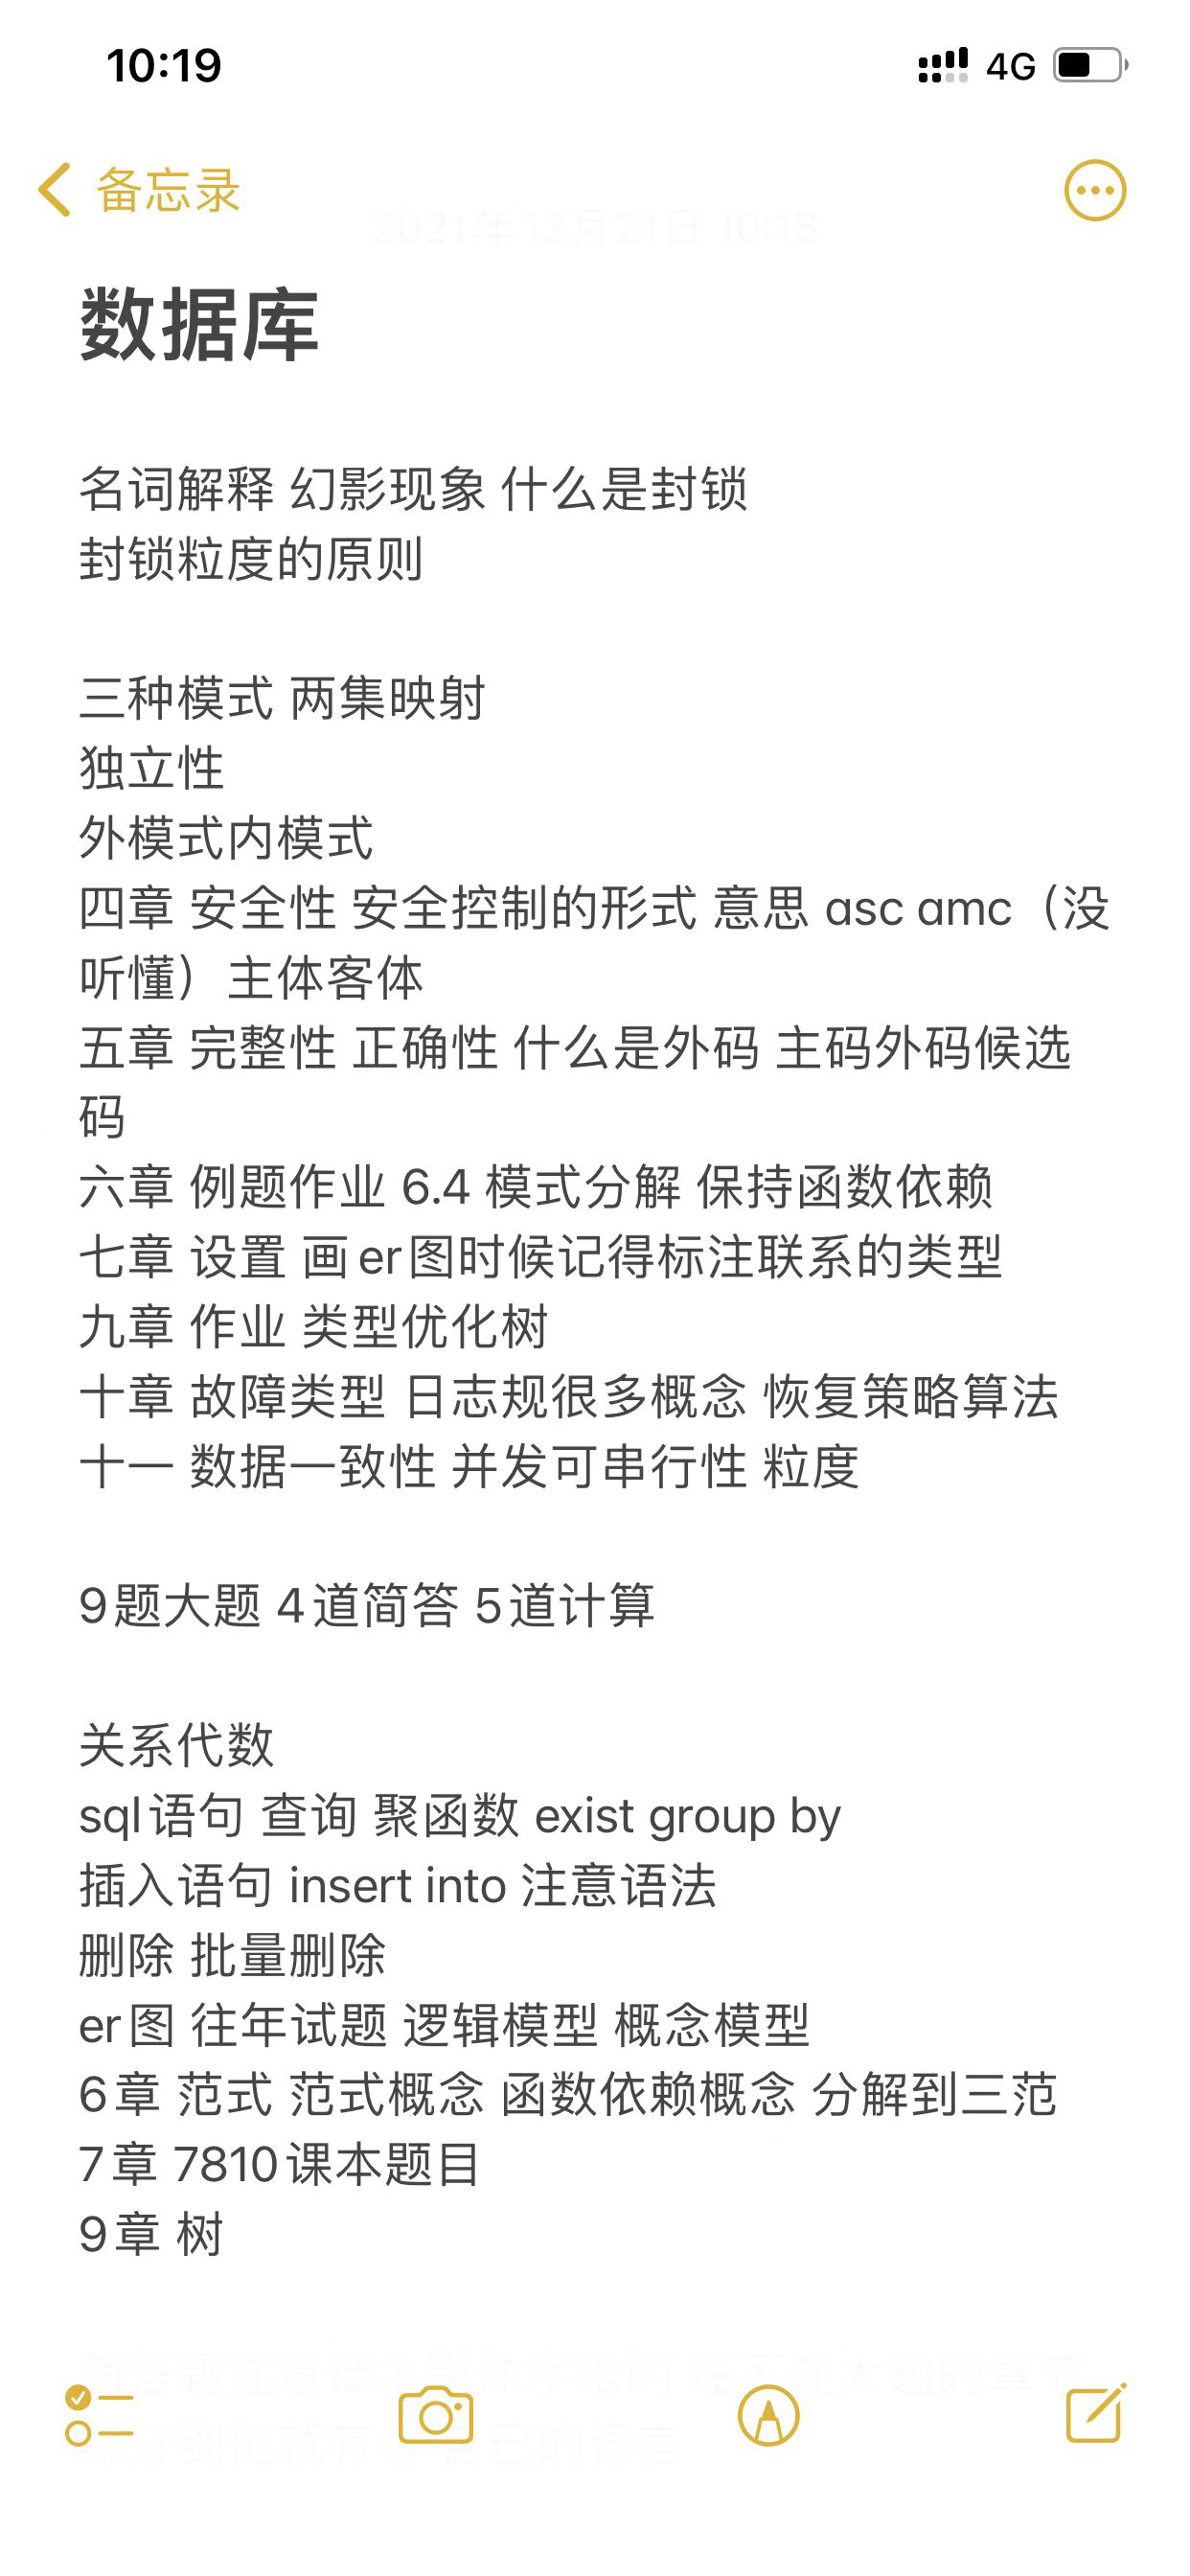 10:19
4G
备忘录
2021年12月21日 10:18
数据库
名词解释 幻影现象 什么是封锁
封锁粒度的原则
三种模式 两集映射
独立性
外模式内模式
四章 安全性 安全控制的形式 意思 asc amc（没
听懂）主体客体
五章 完整性 正确性 什么是外码 主码外码候选
码
六章 例题作业 6.4 模式分解 保持函数依赖
七章 设置 画er图时候记得标注联系的类型
九章 作业 类型优化树
十章 故障类型 日志规很多概念 恢复策略算法
十一 数据一致性 并发可串行性 粒度
9题大题 4道简答 5道计算
关系代数
sql语句 查询 聚函数 exist group by
插入语句 insert into 注意语法
删除 批量删除
er图 往年试题 逻辑模型 概念模型
6章 范式 范式概念 函数依赖概念 分解到三范
7章 7810课本题目
9章 树